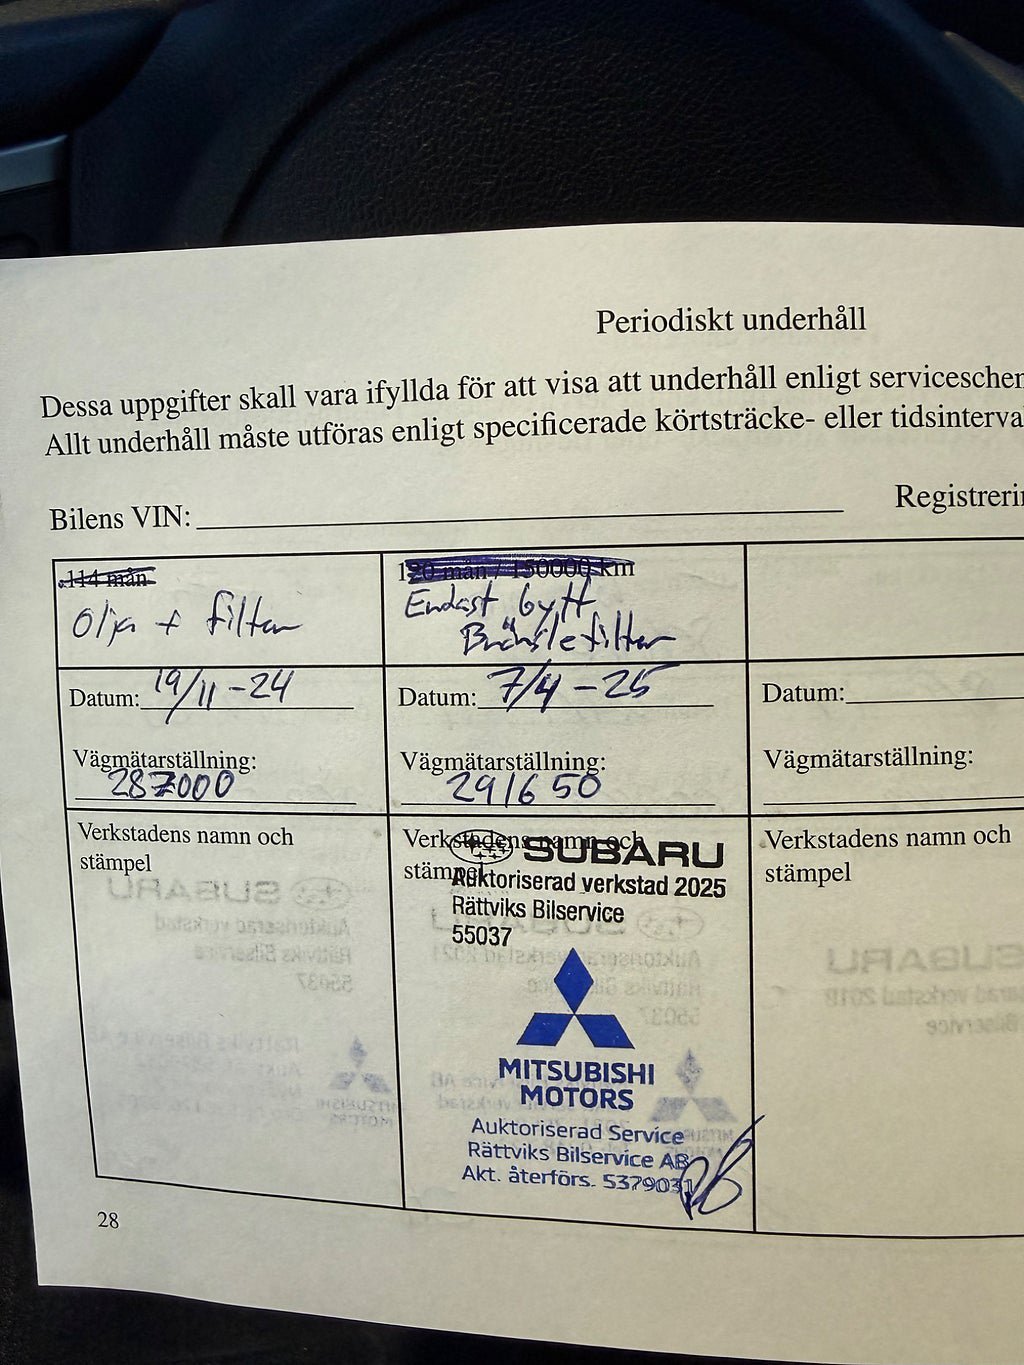 Periodiskt underhåll
Dessa uppgifter skall vara ifyllda för att visa att underhåll enligt serviceschen
Allt underhåll måste utföras enligt specificerade körtsträcke- eller tidsinterva
Bilens VIN:
Registrerin
114 mån
Olja + filter
Datum: 19/11-24
Vägmätarställning:
287000
Verkstadens namn och
stämpel
120 mån / 150000 km
Endast bytt
Bränslefilter
Datum: 7/4-25
Vägmätarställning:
291650
Verkstadens namn och
stämpel
SUBARU
Auktoriserad verkstad 2025
Rättviks Bilservice
55037
MITSUBISHI
MOTORS
Auktoriserad Service
Rättviks Bilservice AB
Akt. återförs. 5379031
Datum:
Vägmätarställning:
Verkstadens namn och
stämpel
28